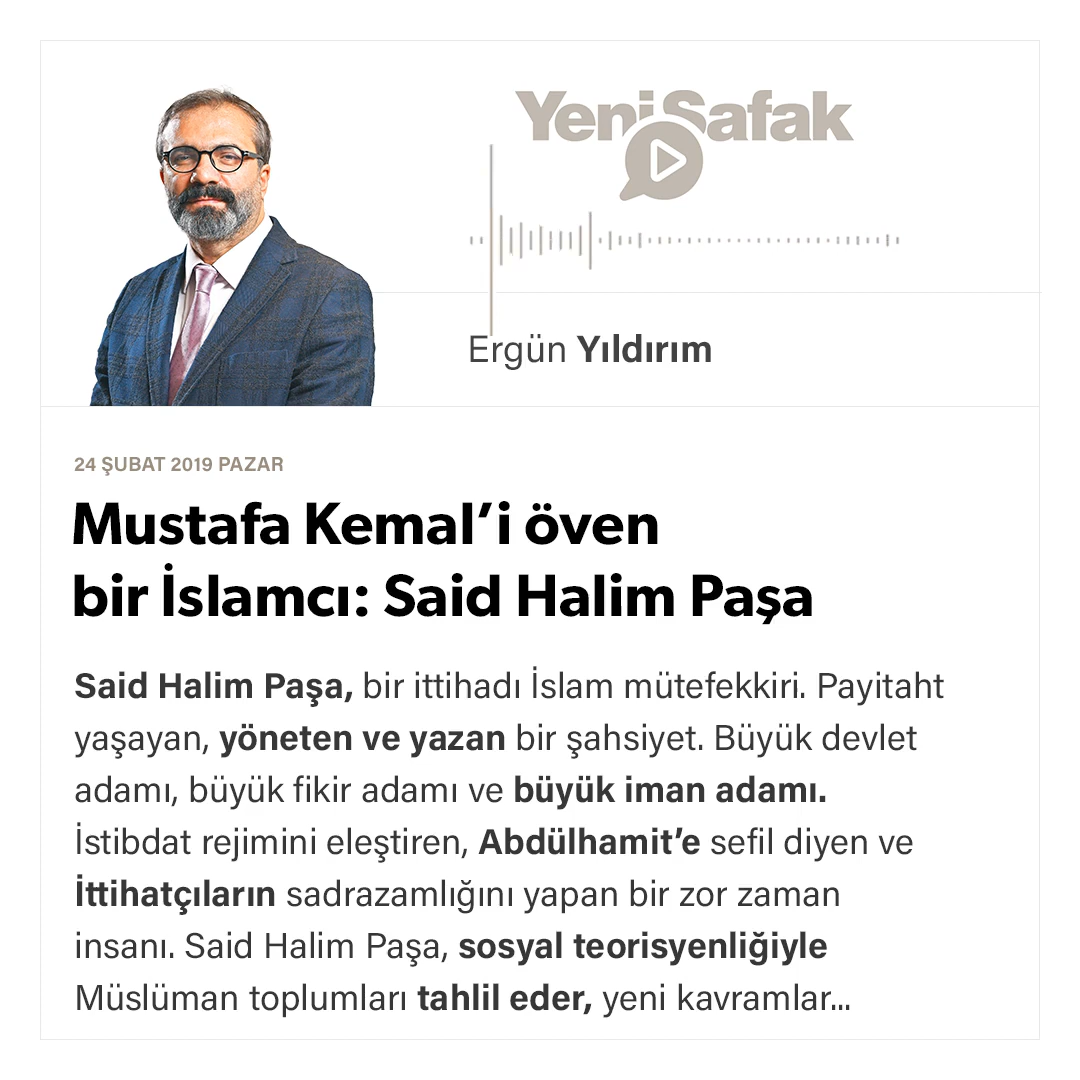 Yeni Şafak
Ergün Yıldırım
24 ŞUBAT 2019 PAZAR
Mustafa Kemal’i öven
bir İslamcı: Said Halim Paşa
Said Halim Paşa, bir ittihadı İslam mütefekkiri. Payitaht
yaşayan, yöneten ve yazan bir şahsiyet. Büyük devlet
adamı, büyük fikir adamı ve büyük iman adamı.
İstibdat rejimini eleştiren, Abdülhamit’e sefil diyen ve
İttihatçıların sadrazamlığını yapan bir zor zaman
insanı. Said Halim Paşa, sosyal teorisyenliğiyle
Müslüman toplumları tahlil eder, yeni kavramlar...